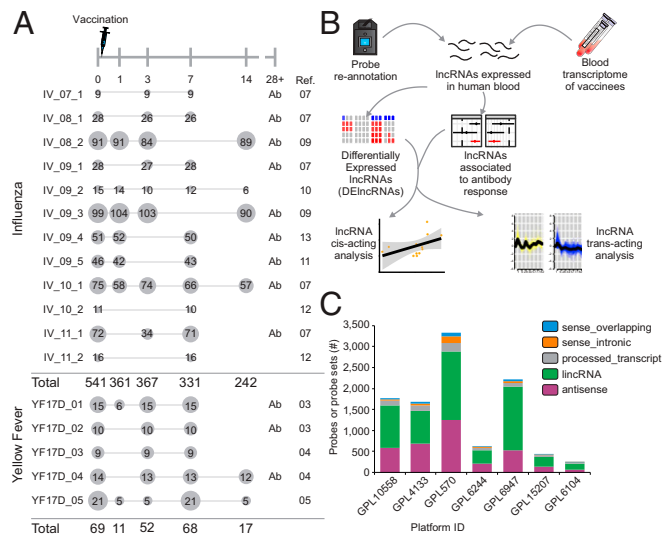 A
Vaccination
0 1 3 7 14 28+ Ref.
Influenza
IV_07_1 9 9 9 Ab 07
IV_08_1 28 26 26 Ab 07
IV_08_2 91 91 84 89 Ab 09
IV_09_1 28 27 28 Ab 07
IV_09_2 15 14 10 12 6 10
IV_09_3 99 104 103 90 Ab 09
IV_09_4 51 52 50 Ab 13
IV_09_5 46 42 43 Ab 11
IV_10_1 75 58 74 66 57 Ab 07
IV_10_2 11 10 12
IV_11_1 72 34 71 Ab 07
IV_11_2 16 16 12
Total 541 361 367 331 242
Yellow Fever
YF17D_01 15 6 15 15 Ab 03
YF17D_02 10 10 10 Ab 03
YF17D_03 9 9 9 04
YF17D_04 14 13 13 12 Ab 04
YF17D_05 21 5 5 21 5 05
Total 69 11 52 68 17
B
Probe
re-annotation
lncRNAs expressed
in human blood
Blood
transcriptome
of vaccinees
Differentially
Expressed
lncRNAs
(DElncRNAs)
lncRNAs
associated to
antibody
response
lncRNA
cis-acting
analysis
lncRNA
trans-acting
analysis
C
Probes or probe sets (#)
3,500
3,000
2,500
2,000
1,500
1,000
500
0
sense_overlapping
sense_intronic
processed_transcript
lincRNA
antisense
GPL10558
GPL4133
GPL570
GPL6244
GPL6947
GPL15207
GPL6104
Platform ID